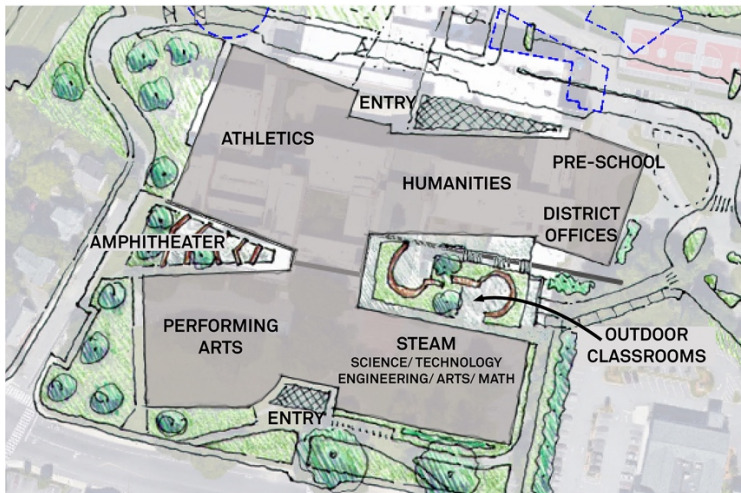 ENTRY
ATHLETICS
PRE-SCHOOL
HUMANITIES
DISTRICT
OFFICES
AMPHITHEATER
PERFORMING
ARTS
STEAM
SCIENCE/ TECHNOLOGY
ENGINEERING/ ARTS/ MATH
OUTDOOR
CLASSROOMS
ENTRY